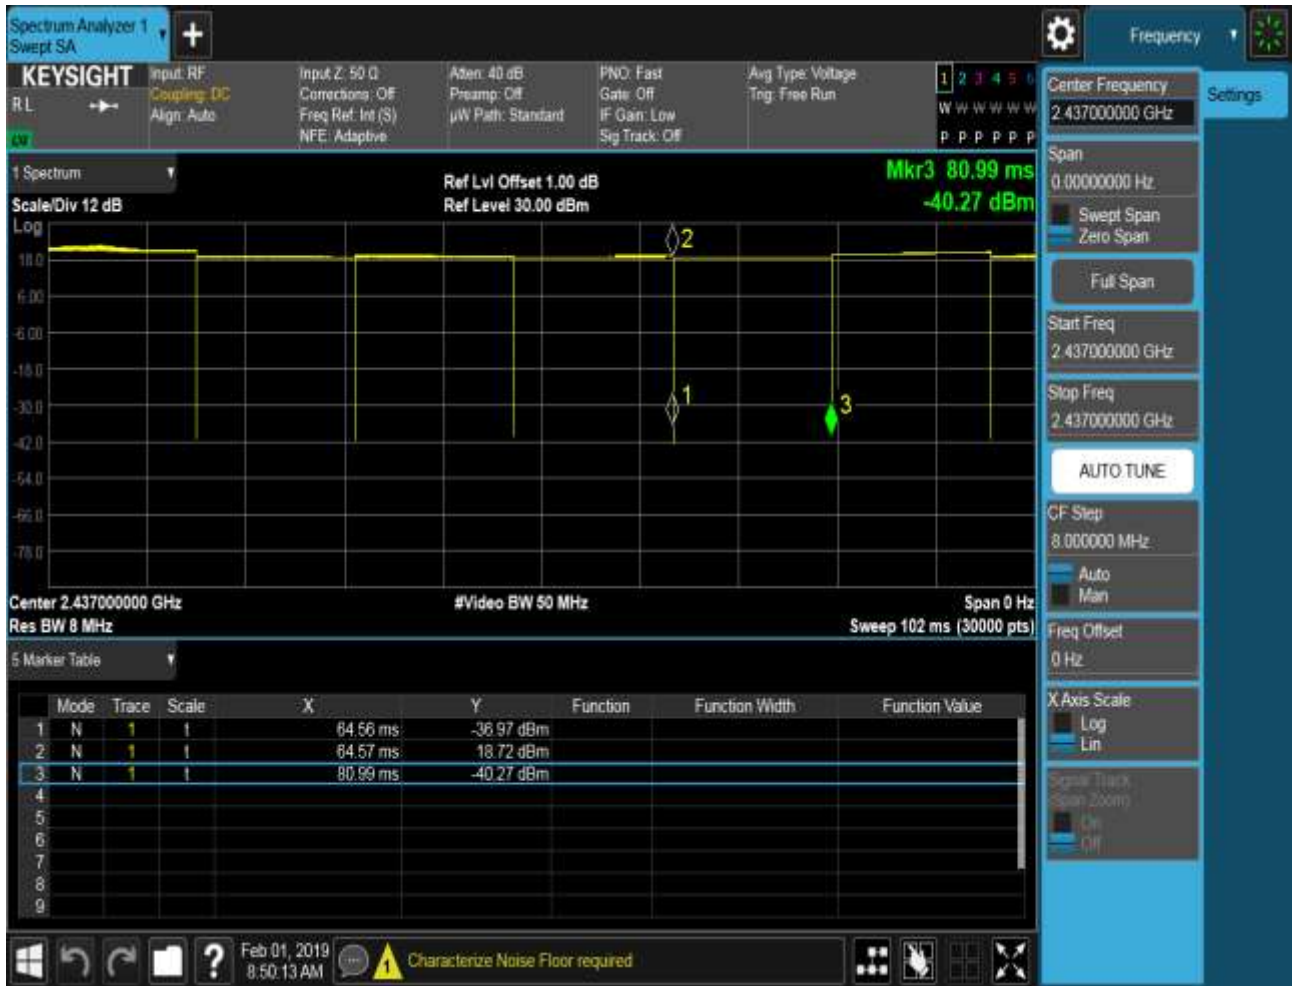 Spectrum Analyzer 1
Swept SA
+
Frequency
KEYSIGHT
RL
Input: RF
Coupling: DC
Align: Auto
Input Z: 50 Ω
Corrections: Off
Freq Ref: Int (S)
NFE: Adaptive
Atten: 40 dB
Preamp: Off
µW Path: Standard
PNO: Fast
Gate: Off
IF Gain: Low
Sig Track: Off
Avg Type: Voltage
Trig: Free Run
1 2 3 4 5 6
W W W W W W
P P P P P P
1 Spectrum
Scale/Div 12 dB
Ref Lvl Offset 1.00 dB
Ref Level 30.00 dBm
Mkr3 80.99 ms
-40.27 dBm
Log
18.0
6.00
-6.00
-18.0
-30.0
-42.0
-54.0
-66.0
-78.0
2
1
3
Center 2.437000000 GHz
Res BW 8 MHz
#Video BW 50 MHz
Span 0 Hz
Sweep 102 ms (30000 pts)
5 Marker Table
Mode Trace Scale X Y Function Function Width Function Value
1 N 1 t 64.56 ms -36.97 dBm
2 N 1 t 64.57 ms 18.72 dBm
3 N 1 t 80.99 ms -40.27 dBm
4
5
6
7
8
9
Center Frequency
2.437000000 GHz
Settings
Span
0.00000000 Hz
Swept Span
Zero Span
Full Span
Start Freq
2.437000000 GHz
Stop Freq
2.437000000 GHz
AUTO TUNE
CF Step
8.000000 MHz
Auto
Man
Freq Offset
0 Hz
X Axis Scale
Log
Lin
Signal Track
(Span Zoom)
On
Off
?
Feb 01, 2019
8:50:13 AM
1
Characterize Noise Floor required